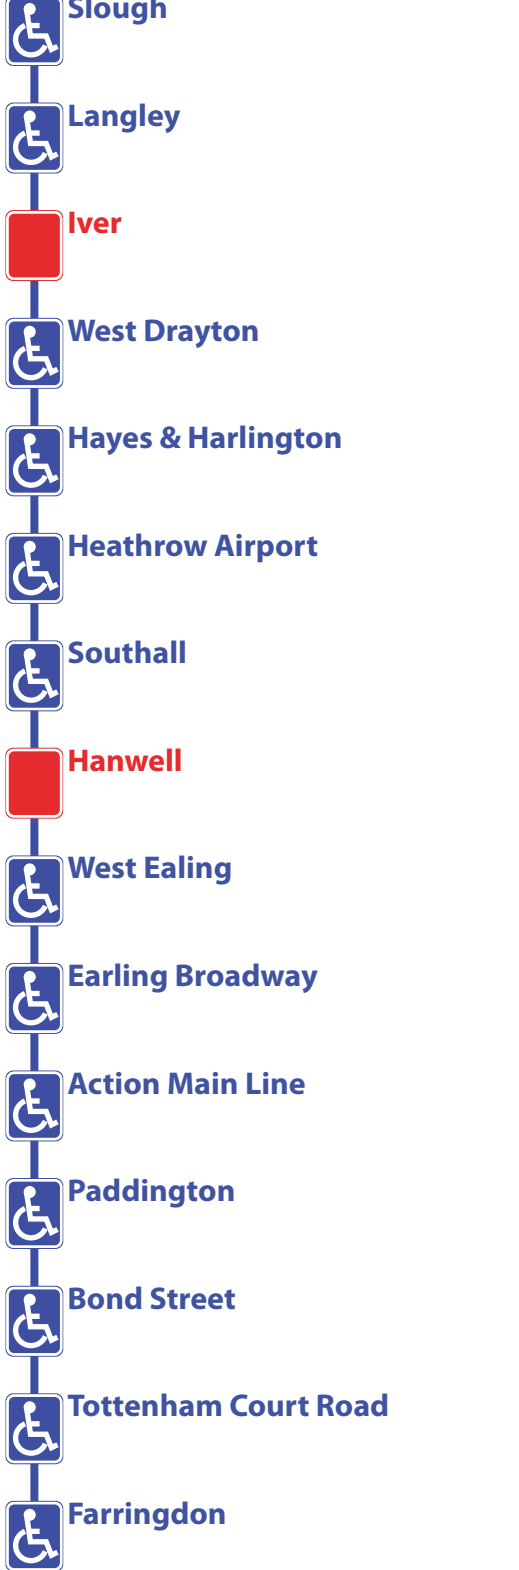 Slough
Langley
Iver
West Drayton
Hayes & Harlington
Heathrow Airport
Southall
Hanwell
West Ealing
Earling Broadway
Action Main Line
Paddington
Bond Street
Tottenham Court Road
Farringdon